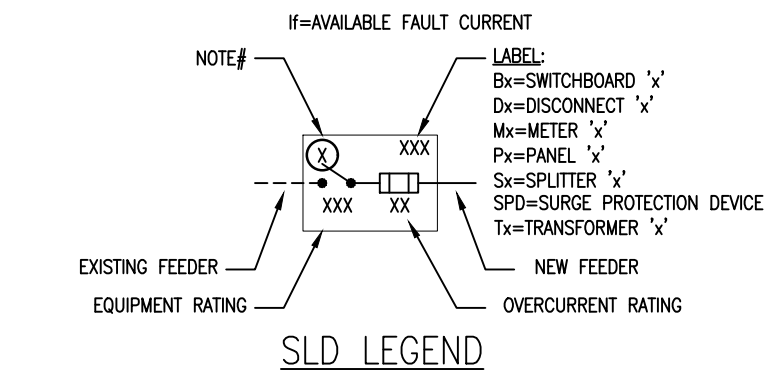 If=AVAILABLE FAULT CURRENT
NOTE#
LABEL:
Bx=SWITCHBOARD 'x'
Dx=DISCONNECT 'x'
Mx=METER 'x'
Px=PANEL 'x'
Sx=SPLITTER 'x'
SPD=SURGE PROTECTION DEVICE
Tx=TRANSFORMER 'x'
X
XXX
XXX
XX
EXISTING FEEDER
NEW FEEDER
EQUIPMENT RATING
OVERCURRENT RATING
SLD LEGEND